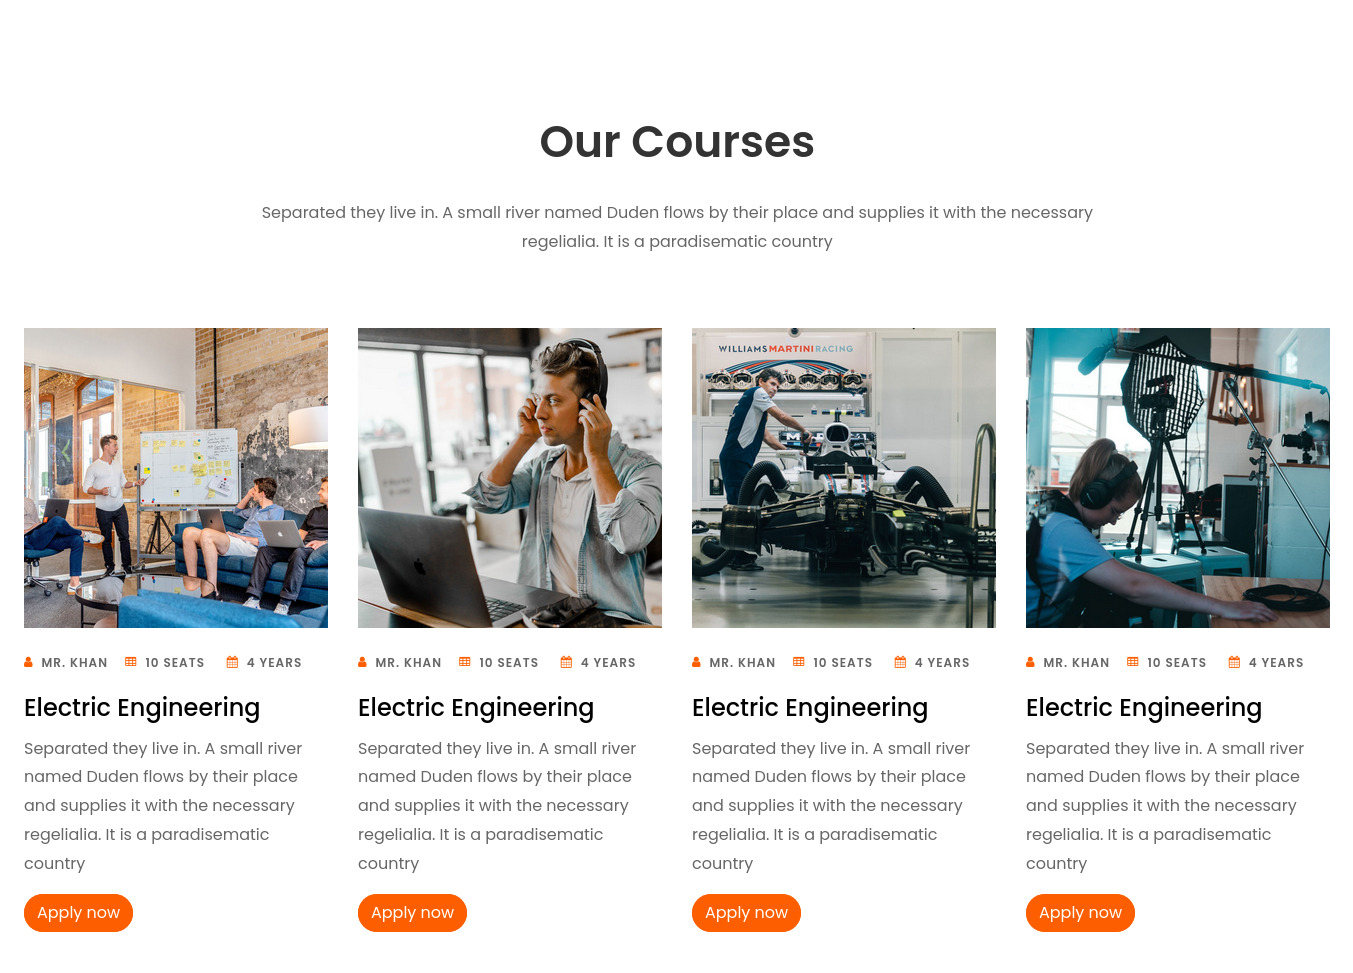 Our Courses
Separated they live in. A small river named Duden flows by their place and supplies it with the necessary
regelialia. It is a paradisematic country
WILLIAMS MARTINI RACING
MR. KHAN 10 SEATS 4 YEARS
Electric Engineering
Separated they live in. A small river
named Duden flows by their place
and supplies it with the necessary
regelialia. It is a paradisematic
country
Apply now
MR. KHAN 10 SEATS 4 YEARS
Electric Engineering
Separated they live in. A small river
named Duden flows by their place
and supplies it with the necessary
regelialia. It is a paradisematic
country
Apply now
MR. KHAN 10 SEATS 4 YEARS
Electric Engineering
Separated they live in. A small river
named Duden flows by their place
and supplies it with the necessary
regelialia. It is a paradisematic
country
Apply now
MR. KHAN 10 SEATS 4 YEARS
Electric Engineering
Separated they live in. A small river
named Duden flows by their place
and supplies it with the necessary
regelialia. It is a paradisematic
country
Apply now